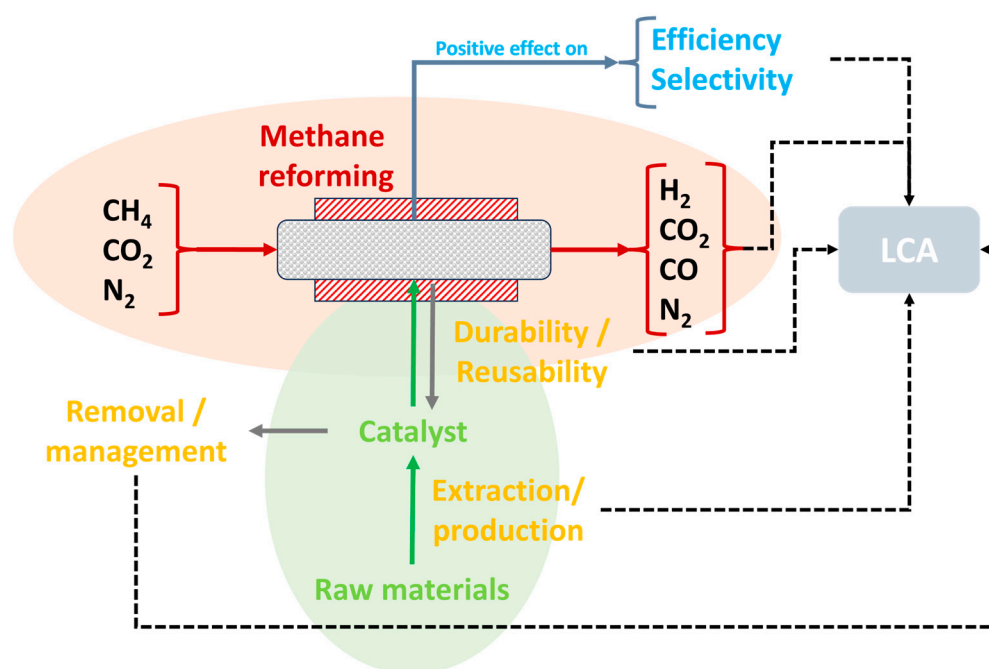 Positive effect on
Efficiency
Selectivity
Methane
reforming
CH₄
CO₂
N₂
H₂
CO₂
CO
N₂
LCA
Durability /
Reusability
Removal /
management
Catalyst
Extraction/
production
Raw materials